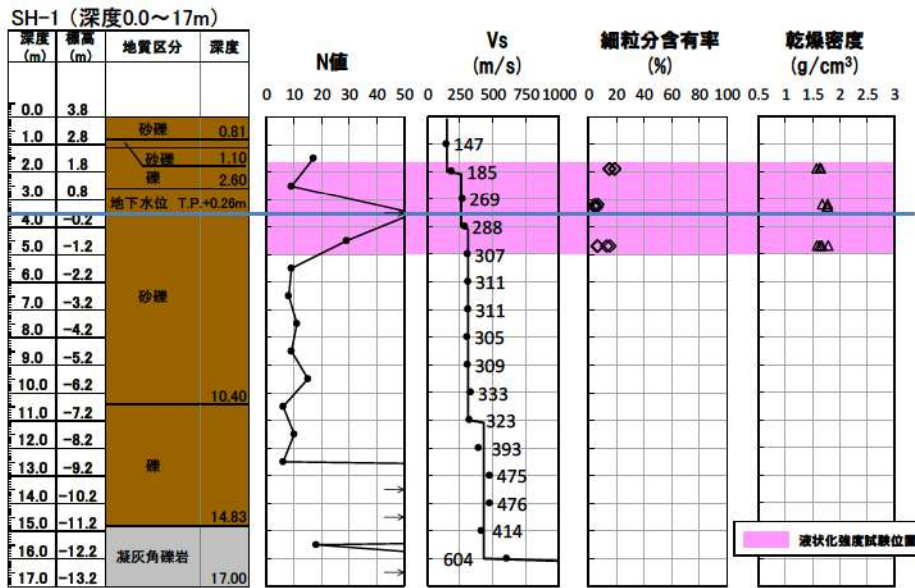 SH-1 (深度0.0～17m)
深度 標高 地質区分 深度
(m) (m)
N値
Vs
(m/s)
細粒分含有率
(%)
乾燥密度
(g/cm³)
0 10 20 30 40 50
0 250 500 750 1000
0 20 40 60 80 100
0.5 1 1.5 2 2.5 3
0.0 3.8
砂礫 0.81
1.0 2.8
147
砂礫 1.10
2.0 1.8
185
礫 2.60
3.0 0.8
269
地下水位 T.P.+0.26m
4.0 -0.2
288
5.0 -1.2
307
6.0 -2.2
311
砂礫
7.0 -3.2
311
8.0 -4.2
305
9.0 -5.2
309
10.0 -6.2
333
10.40
11.0 -7.2
323
12.0 -8.2
393
礫
13.0 -9.2
475
14.0 -10.2
476
14.83
15.0 -11.2
414
液状化強度試験位置
16.0 -12.2
凝灰角礫岩
604
17.0 -13.2
17.00